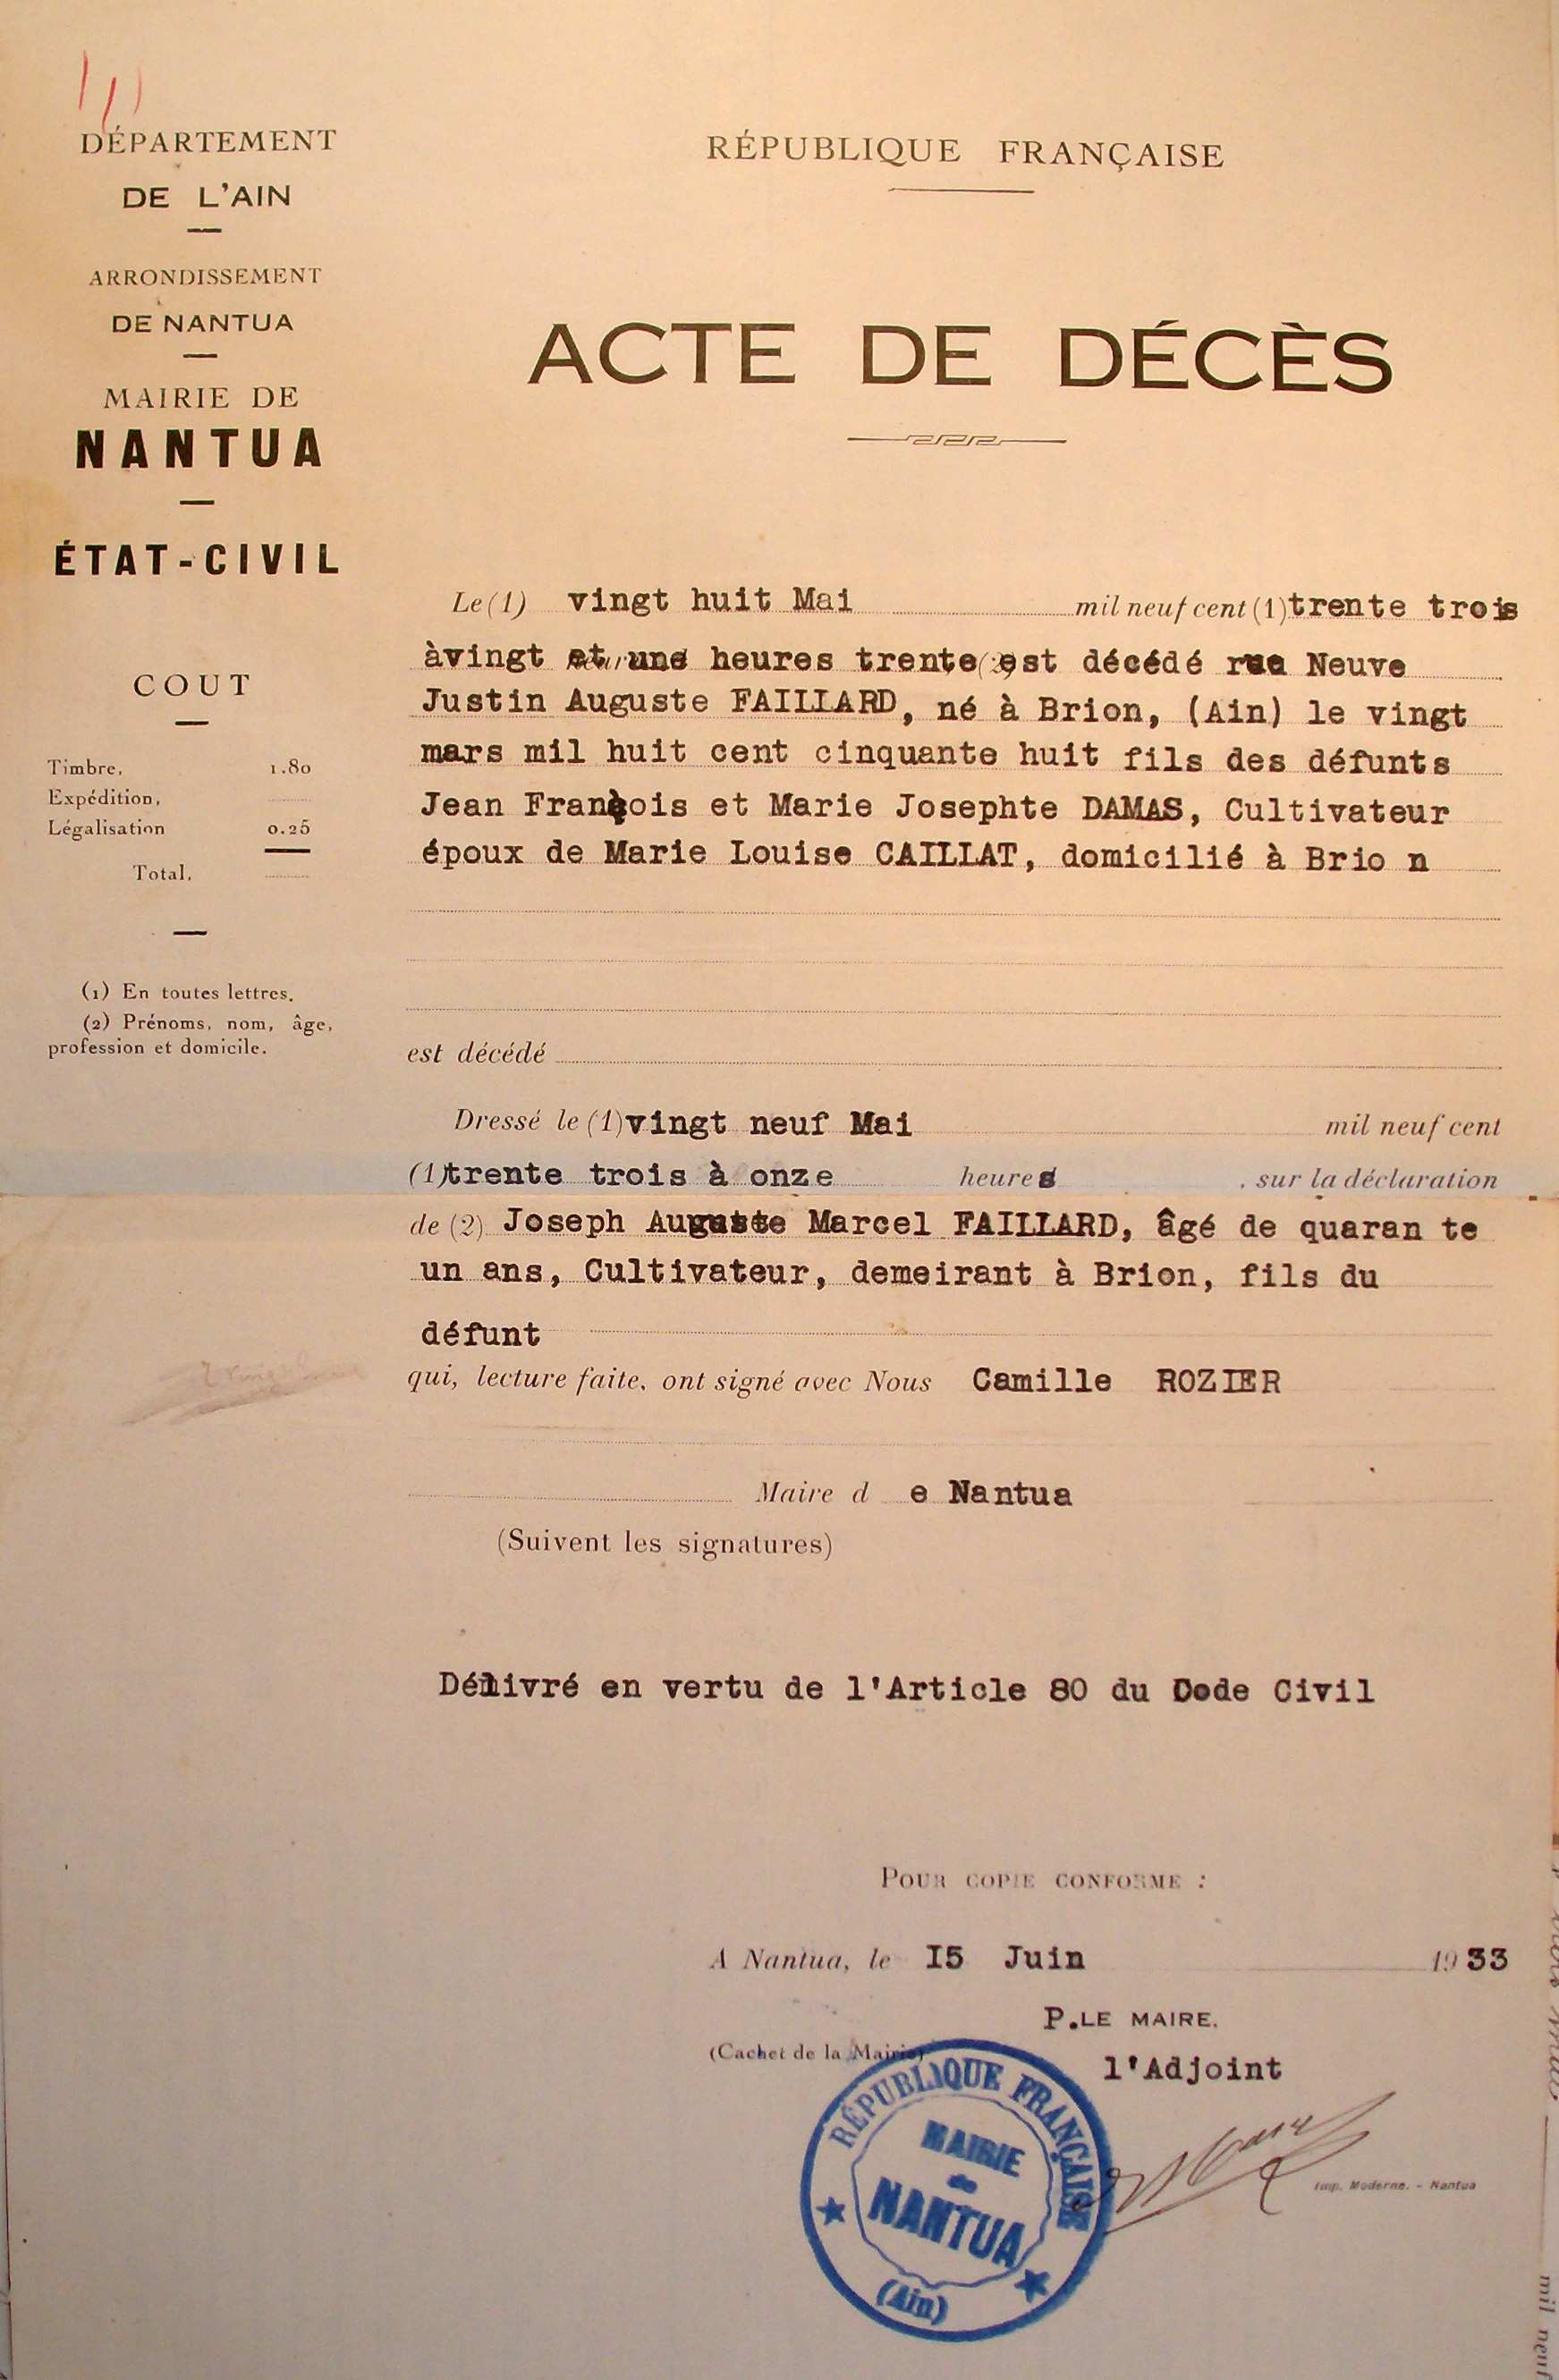 DÉPARTEMENT
DE L'AIN
ARRONDISSEMENT
DE NANTUA
MAIRIE DE
NANTUA
ÉTAT-CIVIL
COUT
Timbre, 1.80
Expédition,
Légalisation 0.25
Total,
(1) En toutes lettres.
(2) Prénoms, nom, âge,
profession et domicile.
RÉPUBLIQUE FRANÇAISE
ACTE DE DÉCÈS
Le (1) vingt huit Mai mil neuf cent (1) trente trois
àvingt et une heures trente (2) est décédé rue Neuve
Justin Auguste FAILLARD, né à Brion, (Ain) le vingt
mars mil huit cent cinquante huit fils des défunts
Jean François et Marie Josephte DAMAS, Cultivateur
époux de Marie Louise CAILLAT, domicilié à Brio n
est décédé
Dressé le (1) vingt neuf Mai mil neuf cent
(1) trente trois à onze heures , sur la déclaration
de (2) Joseph Auguste Marcel FAILLARD, âgé de quaran te
un ans, Cultivateur, demeirant à Brion, fils du
défunt
qui, lecture faite, ont signé avec Nous Camille ROZIER
Maire d e Nantua
(Suivent les signatures)
Délivré en vertu de l'Article 80 du Dode Civil
POUR COPIE CONFORME :
A Nantua, le I5 Juin 1933
P.LE MAIRE.
(Cachet de la Mairie)
l'Adjoint
RÉPUBLIQUE FRANÇAISE
MAIRIE
de
NANTUA
(Ain)
Imp. Moderne. - Nantua
mil neuf